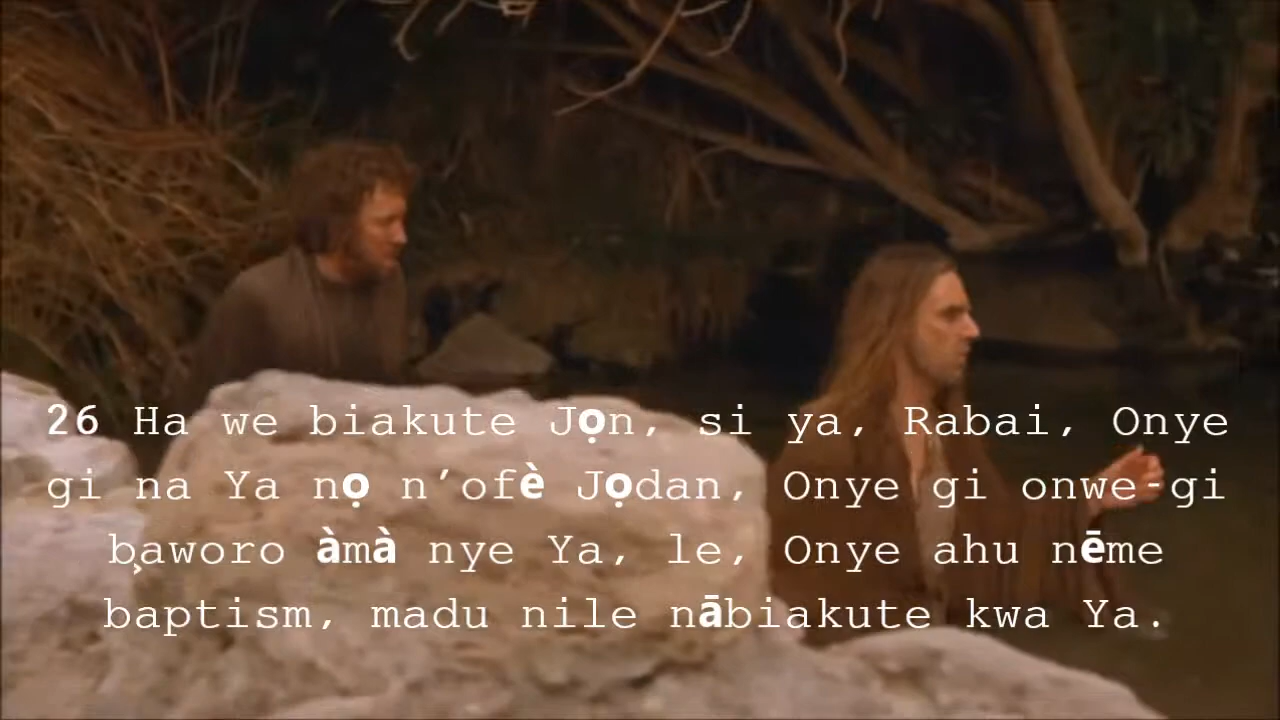 26 Ha we biakute Jọn, si ya, Rabai, Onye
gi na Ya nọ n’ofè Jọdan, Onye gi onwe-gi
b̨aworo àmà nye Ya, le, Onye ahu nēme
baptism, madu nile nābiakute kwa Ya.